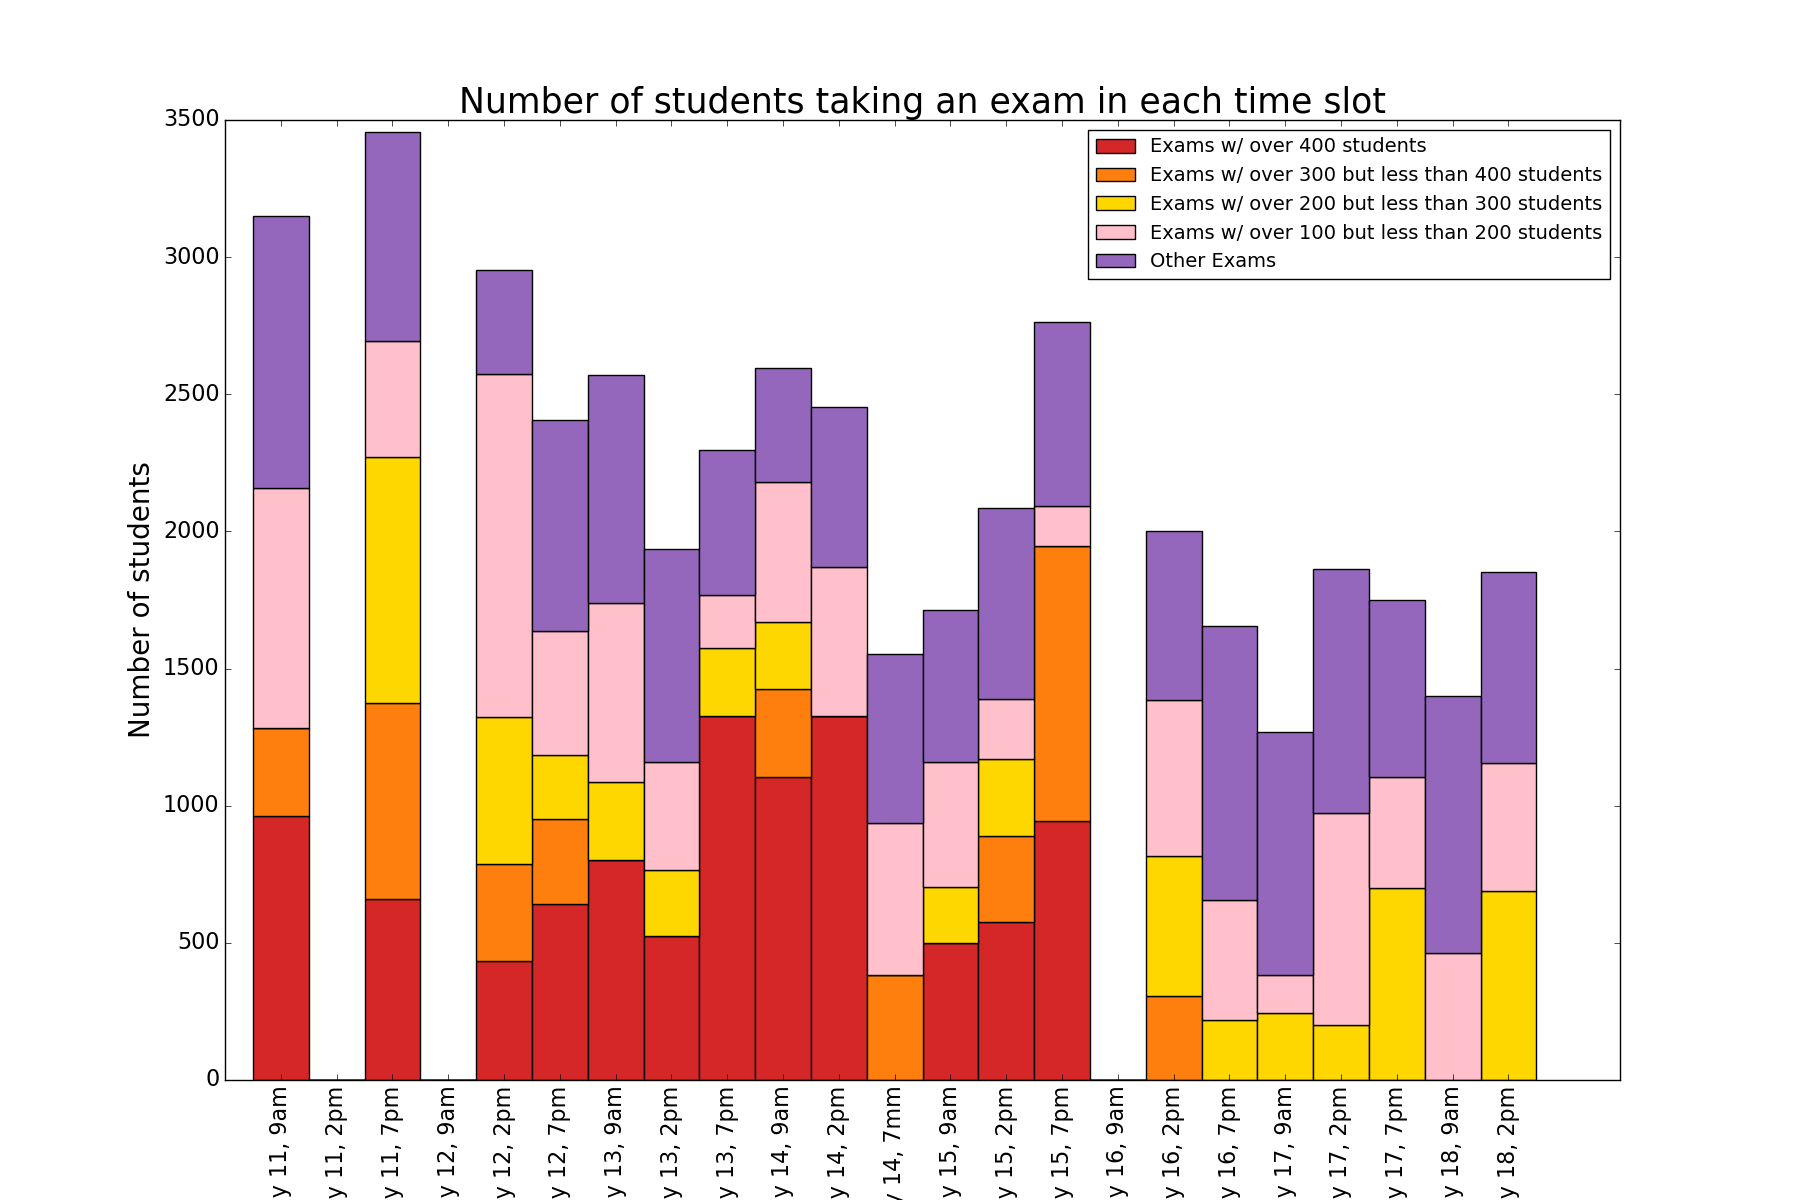 Number of students taking an exam in each time slot
Exams w/ over 400 students
Exams w/ over 300 but less than 400 students
Exams w/ over 200 but less than 300 students
Exams w/ over 100 but less than 200 students
Other Exams
Number of students
3500
3000
2500
2000
1500
1000
500
0
y 11, 9am
y 11, 2pm
y 11, 7pm
y 12, 9am
y 12, 2pm
y 12, 7pm
y 13, 9am
y 13, 2pm
y 13, 7pm
y 14, 9am
y 14, 2pm
y 14, 7mm
y 15, 9am
y 15, 2pm
y 15, 7pm
y 16, 9am
y 16, 2pm
y 16, 7pm
y 17, 9am
y 17, 2pm
y 17, 7pm
y 18, 9am
y 18, 2pm